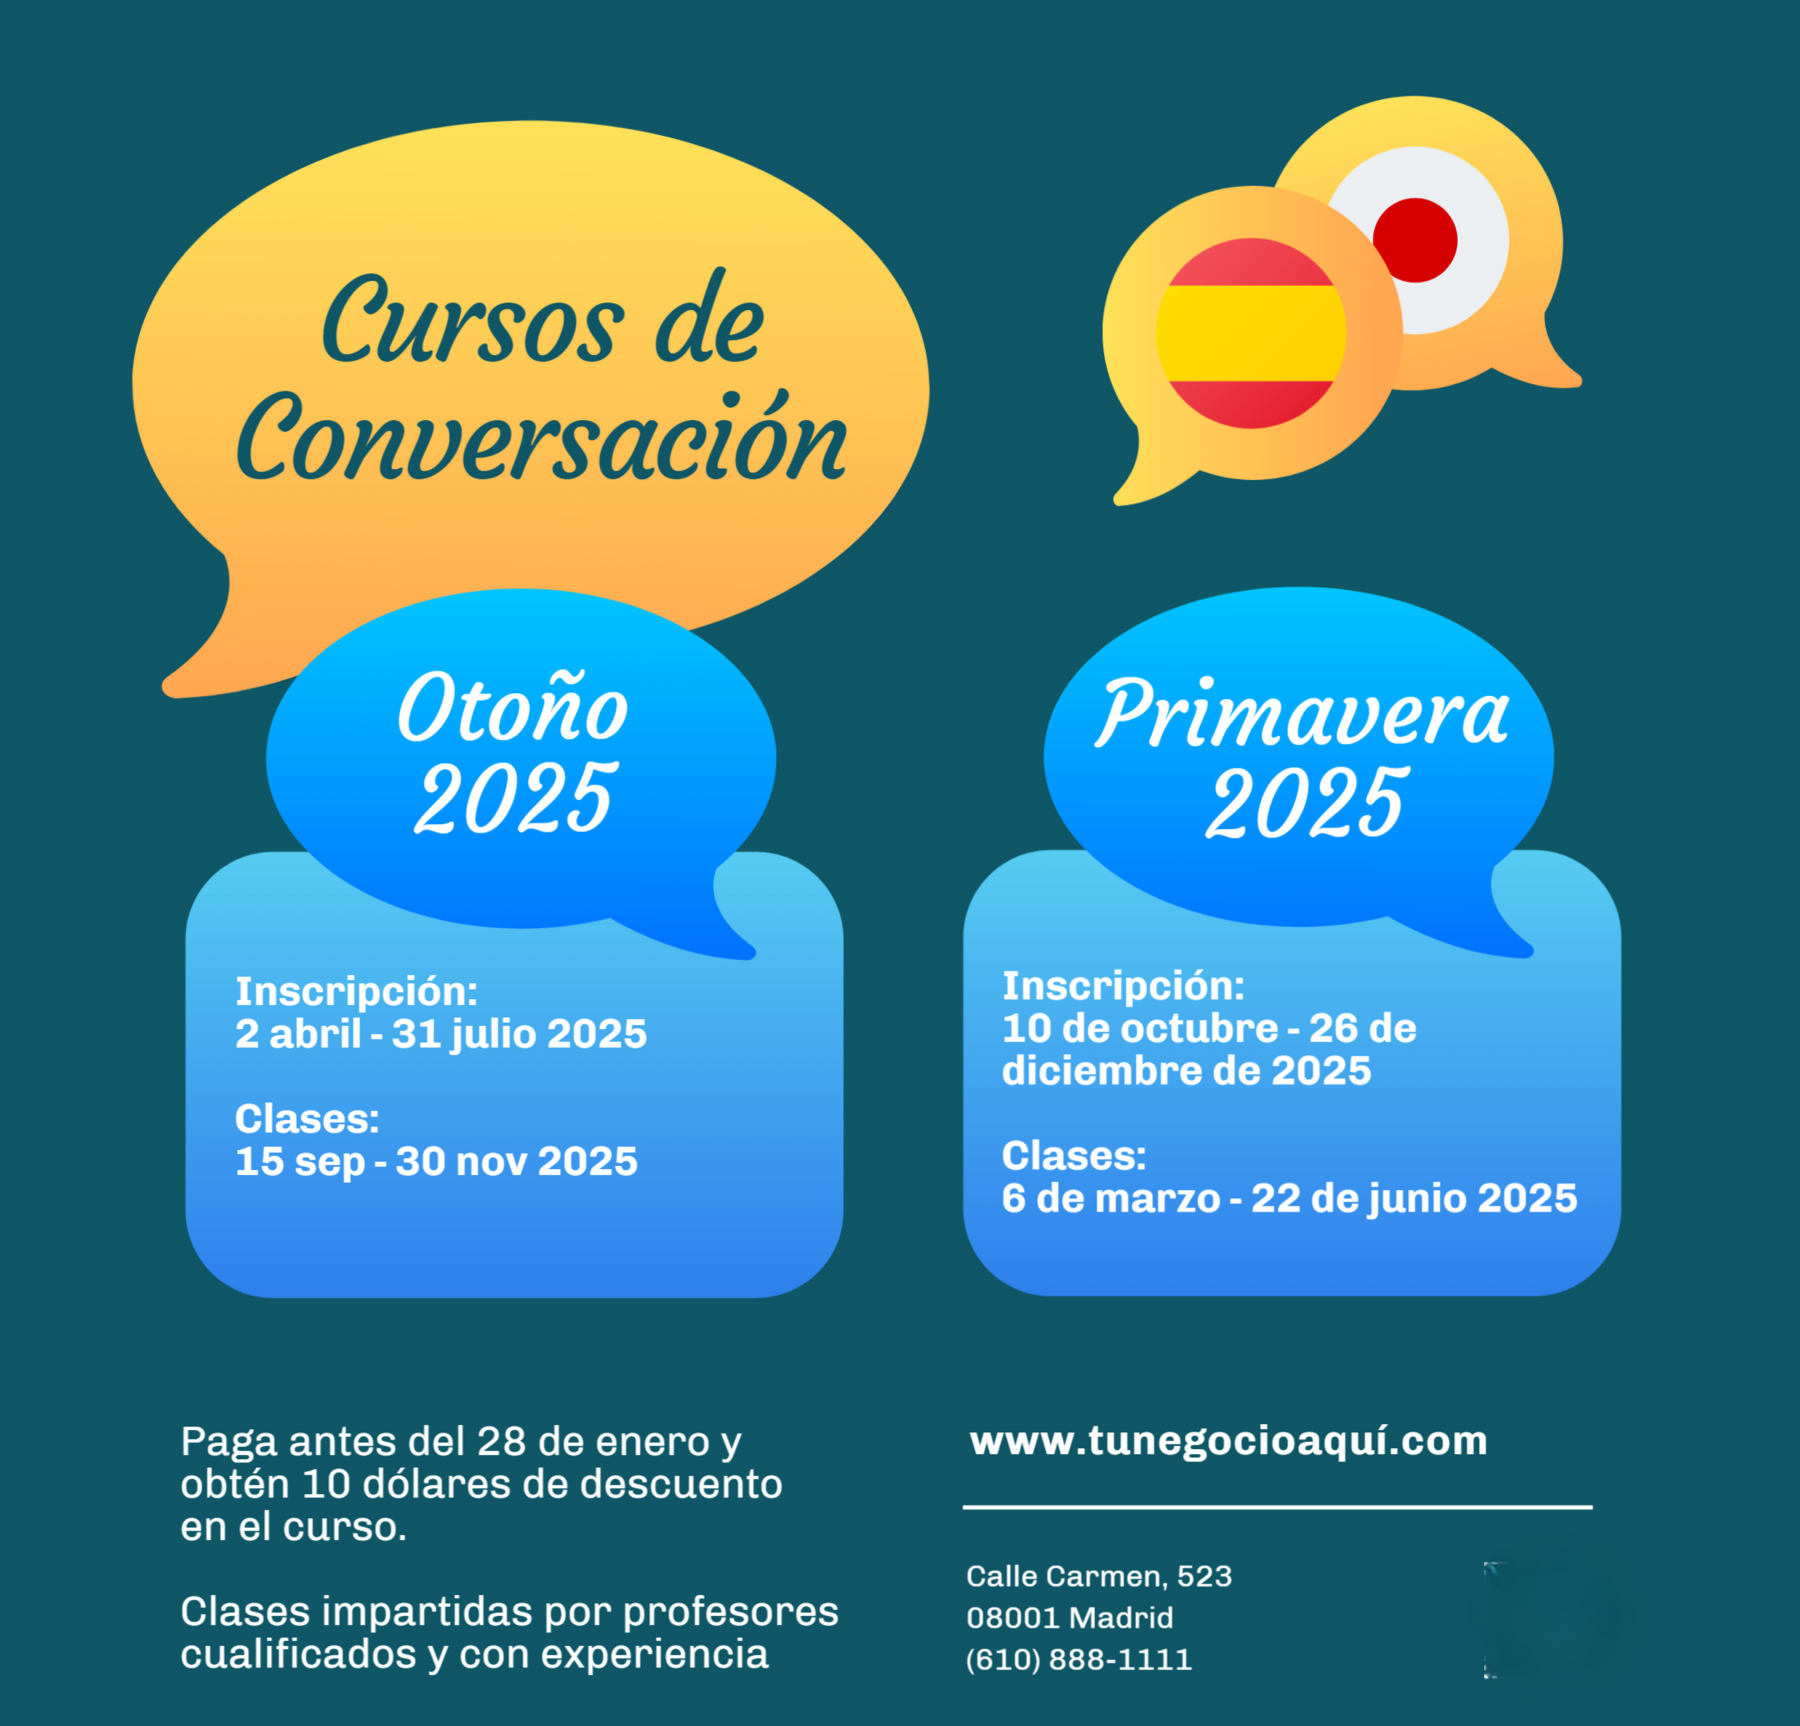 Cursos de
Conversación
Otoño
2025
Inscripción:
2 abril - 31 julio 2025
Clases:
15 sep - 30 nov 2025
Primavera
2025
Inscripción:
10 de octubre - 26 de
diciembre de 2025
Clases:
6 de marzo - 22 de junio 2025
Paga antes del 28 de enero y
obtén 10 dólares de descuento
en el curso.
Clases impartidas por profesores
cualificados y con experiencia
www.tunegocioaquí.com
Calle Carmen, 523
08001 Madrid
(610) 888-1111